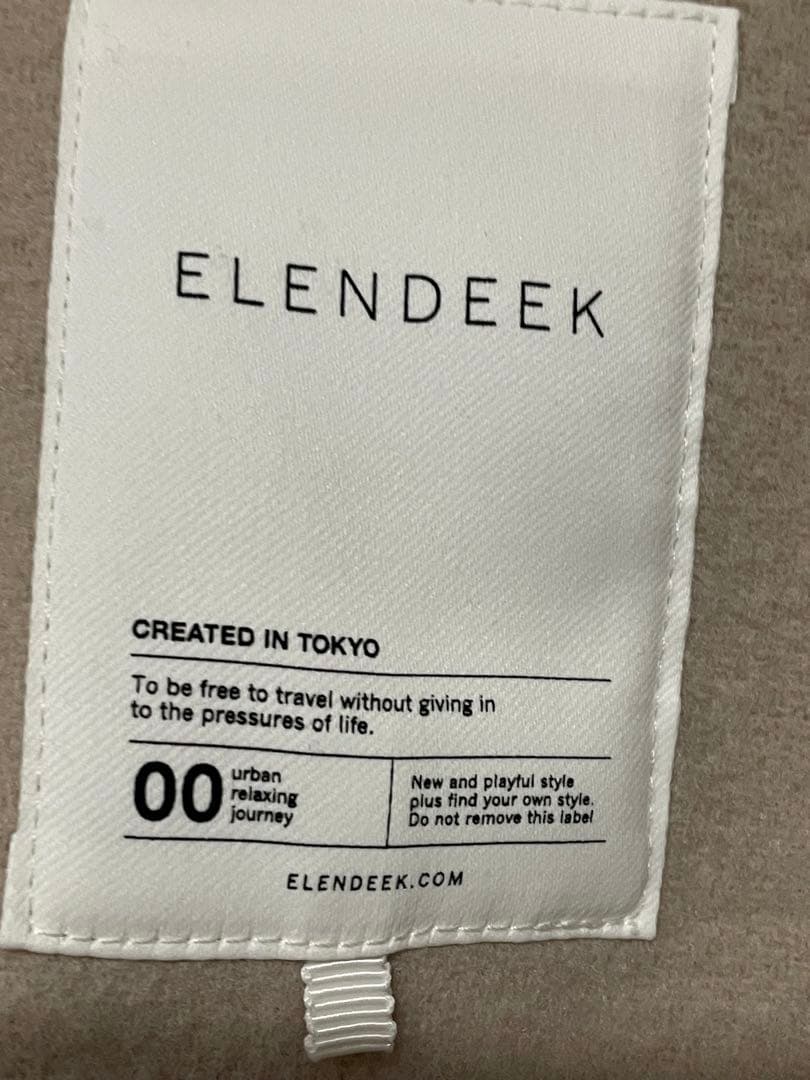 ELENDEEK
CREATED IN TOKYO
To be free to travel without giving in
to the pressures of life.
00
urban
relaxing
journey
New and playful style
plus find your own style.
Do not remove this label
ELENDEEK.COM